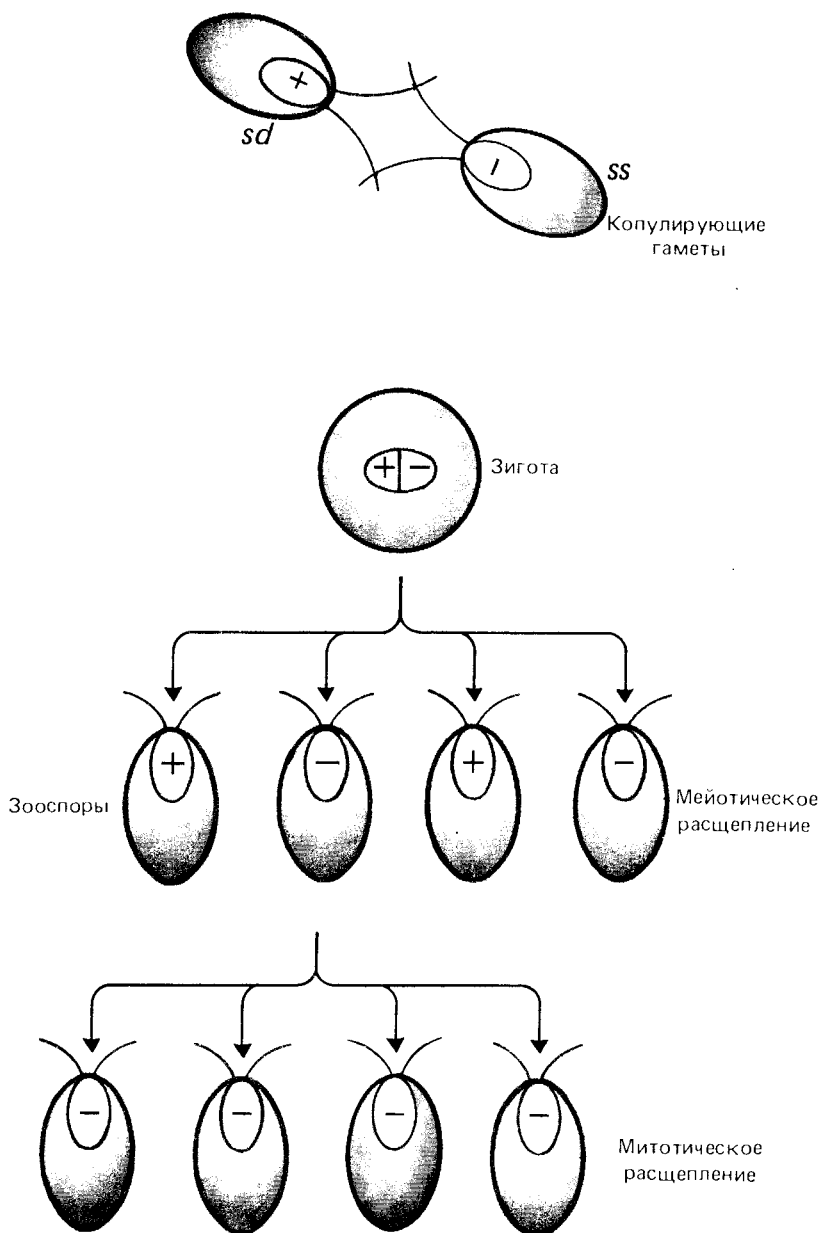 +
sd
−
ss
Копулирующие
гаметы
+ −
Зигота
+ − + −
Зооспоры
Мейотическое
расщепление
− − − −
Митотическое
расщепление